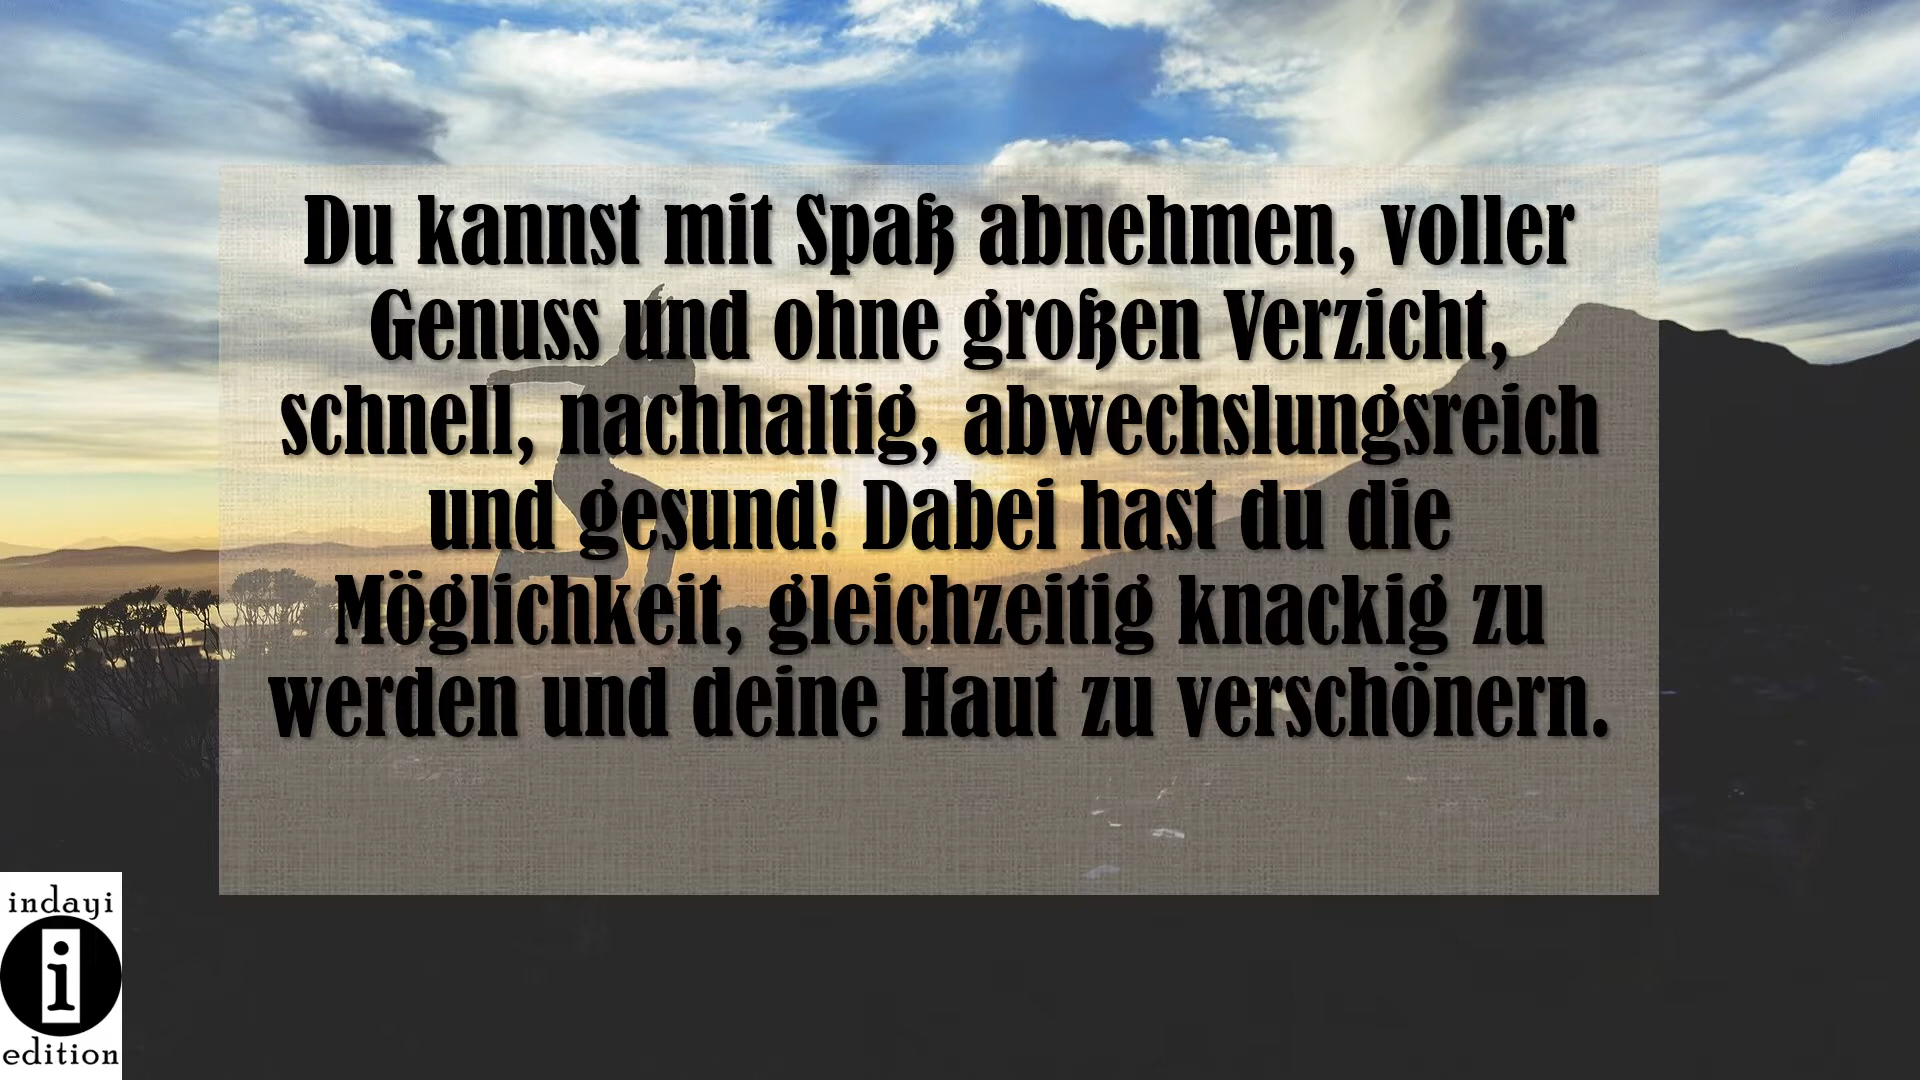 Du kannst mit Spaß abnehmen, voller
Genuss und ohne großen Verzicht,
schnell, nachhaltig, abwechslungsreich
und gesund! Dabei hast du die
Möglichkeit, gleichzeitig knackig zu
werden und deine Haut zu verschönern.
indayi
i
edition